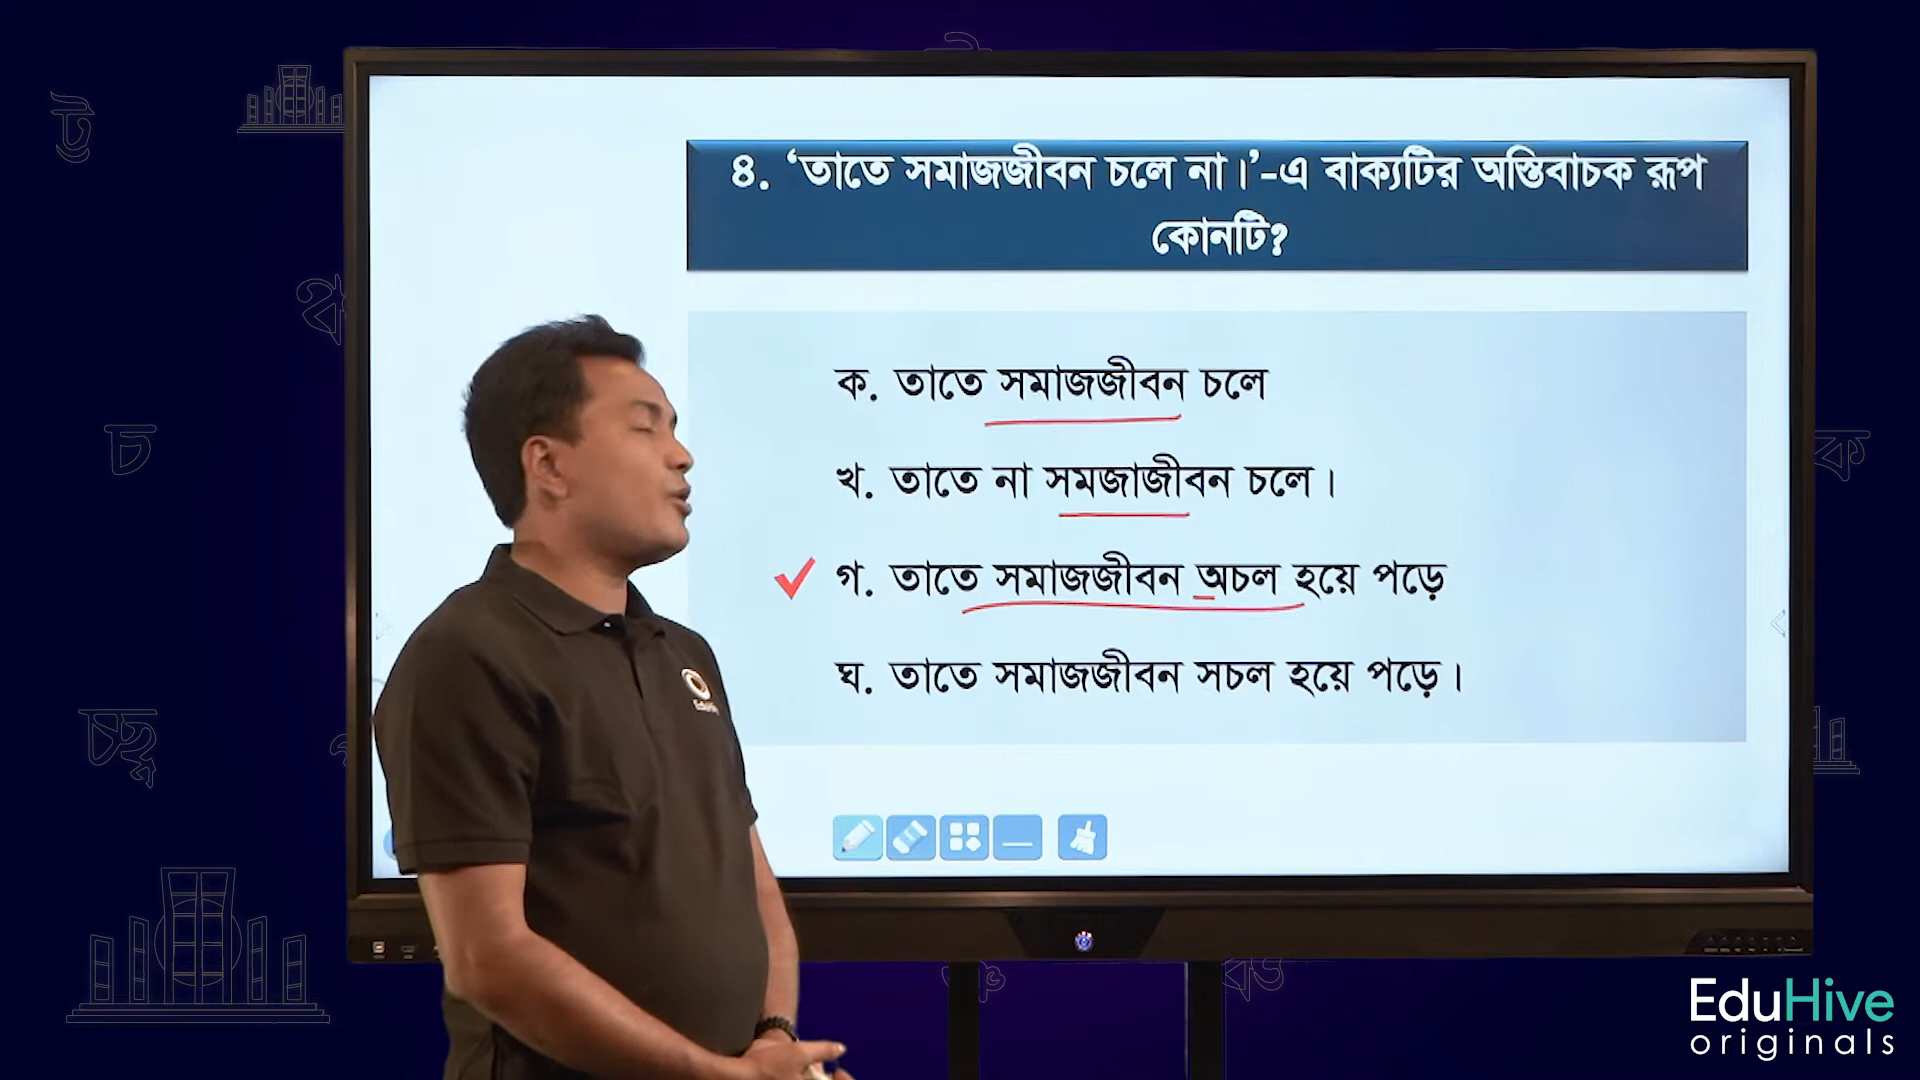 ৪. ‘তাতে সমাজজীবন চলে না।’-এ বাক্যটির অস্তিবাচক রূপ
কোনটি?
ক. তাতে সমাজজীবন চলে
খ. তাতে না সমজাজীবন চলে।
গ. তাতে সমাজজীবন অচল হয়ে পড়ে
ঘ. তাতে সমাজজীবন সচল হয়ে পড়ে।
EduHive
originals